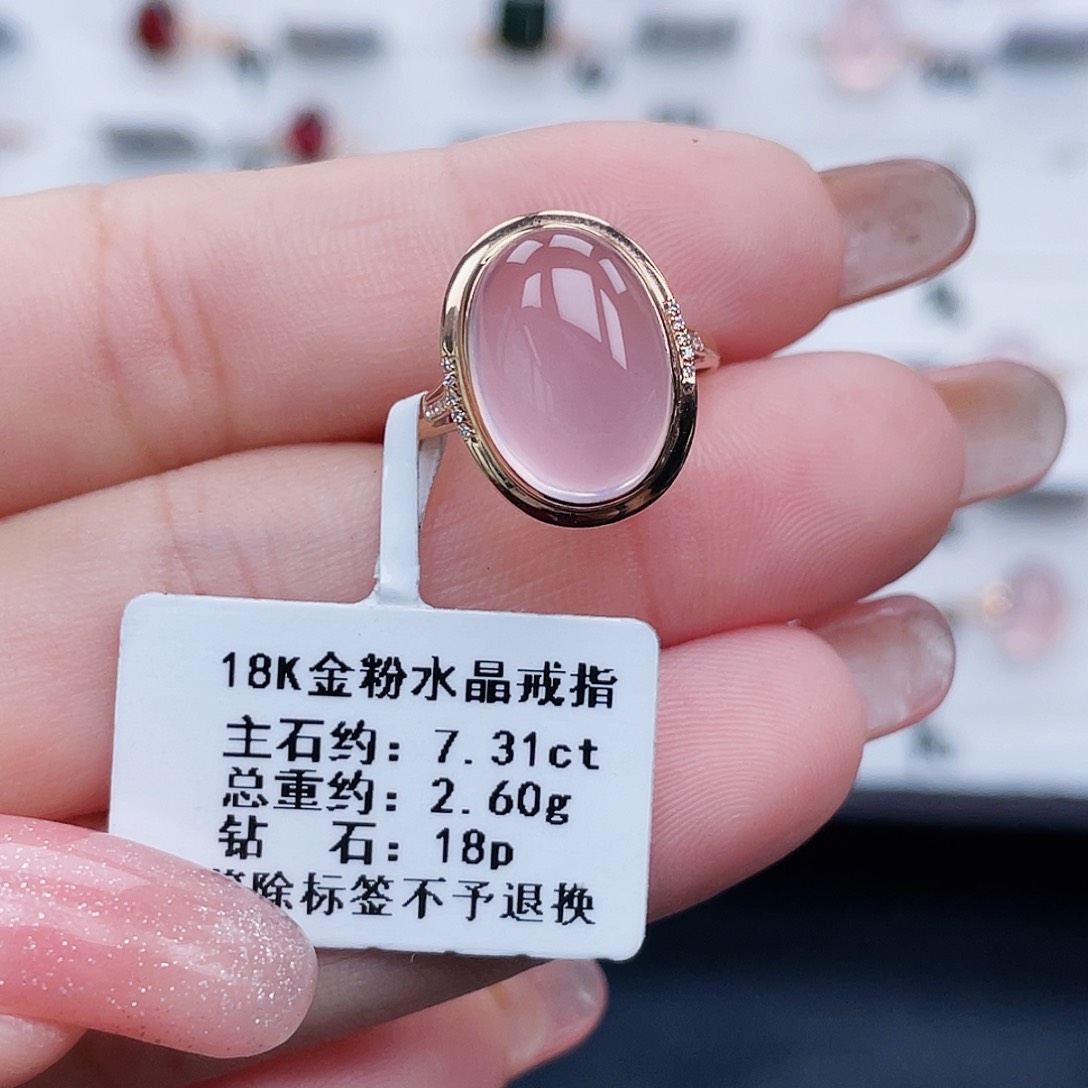 18K金粉水晶戒指
主石约：7.31ct
总重约：2.60g
钻 石：18p
除标签不予退换